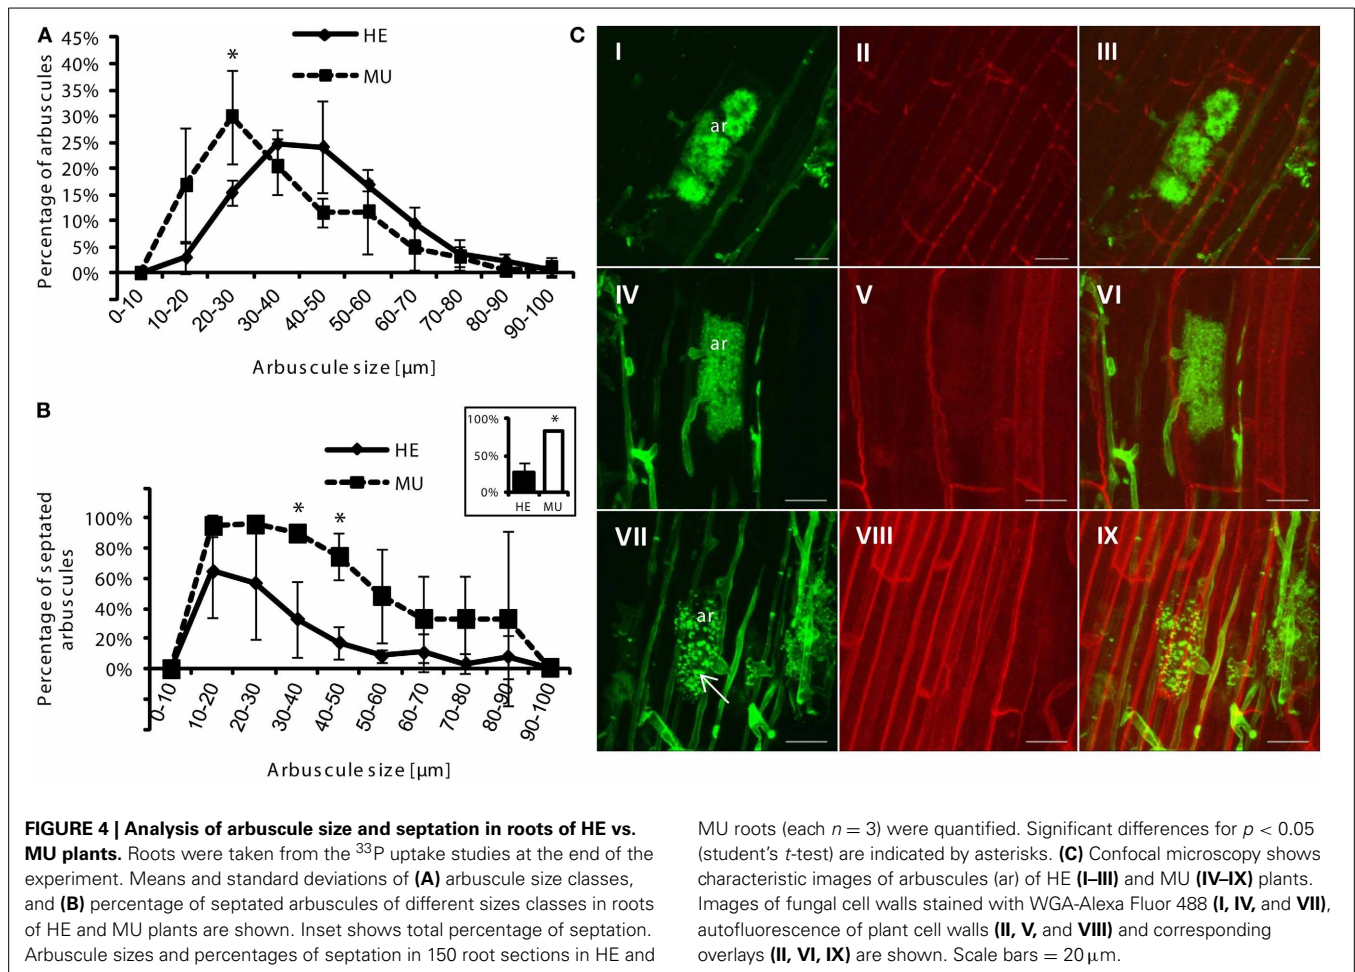 A
45%
40%
35%
30%
25%
20%
15%
10%
5%
0%
Percentage of arbuscules
HE
MU
*
0-10
10-20
20-30
30-40
40-50
50-60
60-70
70-80
80-90
90-100
Arbuscule size [µm]
B
100%
80%
60%
40%
20%
0%
Percentage of septated
arbuscules
HE
MU
*
*
100%
50%
0%
*
HE MU
0-10
10-20
20-30
30-40
40-50
50-60
60-70
70-80
80-90
90-100
Arbuscule size [µm]
C
I
ar
II
III
IV
ar
V
VI
VII
ar
VIII
IX
FIGURE 4 | Analysis of arbuscule size and septation in roots of HE vs.
MU plants. Roots were taken from the ³³P uptake studies at the end of the
experiment. Means and standard deviations of (A) arbuscule size classes,
and (B) percentage of septated arbuscules of different sizes classes in roots
of HE and MU plants are shown. Inset shows total percentage of septation.
Arbuscule sizes and percentages of septation in 150 root sections in HE and
MU roots (each n = 3) were quantified. Significant differences for p < 0.05
(student's t-test) are indicated by asterisks. (C) Confocal microscopy shows
characteristic images of arbuscules (ar) of HE (I–III) and MU (IV–IX) plants.
Images of fungal cell walls stained with WGA-Alexa Fluor 488 (I, IV, and VII),
autofluorescence of plant cell walls (II, V, and VIII) and corresponding
overlays (II, VI, IX) are shown. Scale bars = 20 µm.